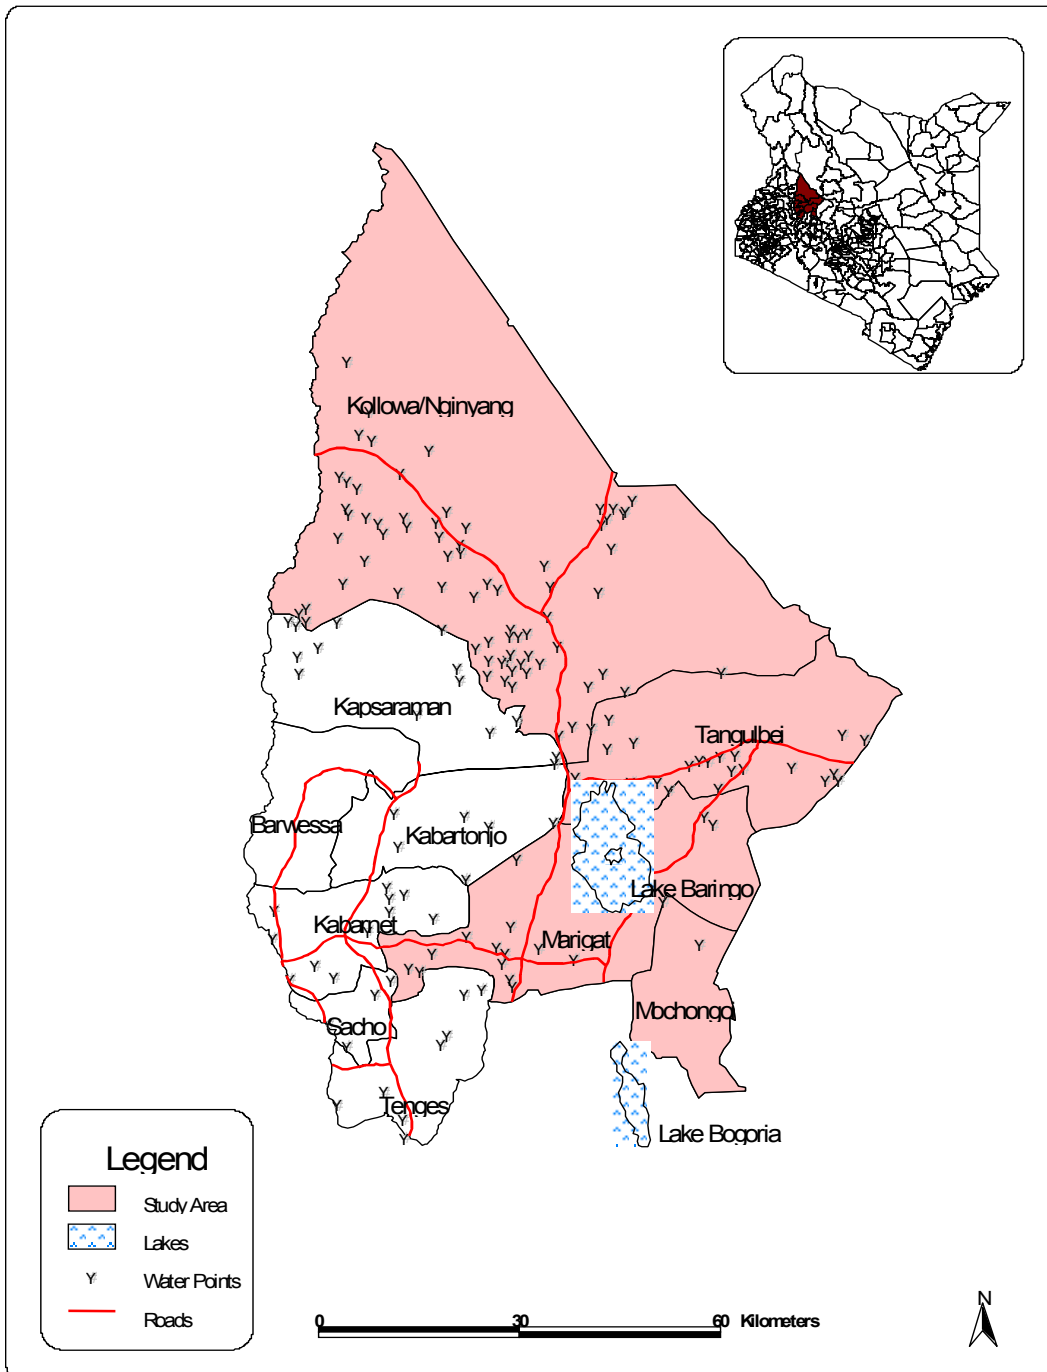 Kollowa/Nginyang
Kapsaraman
Tangulbei
Barwessa
Kabartonjo
Lake Baringo
Kabarnet
Marigat
Mochongoi
Sacho
Tenges
Lake Bogoria
Legend
Study Area
Lakes
Y Water Points
Roads
0 30 60 Kilometers
N